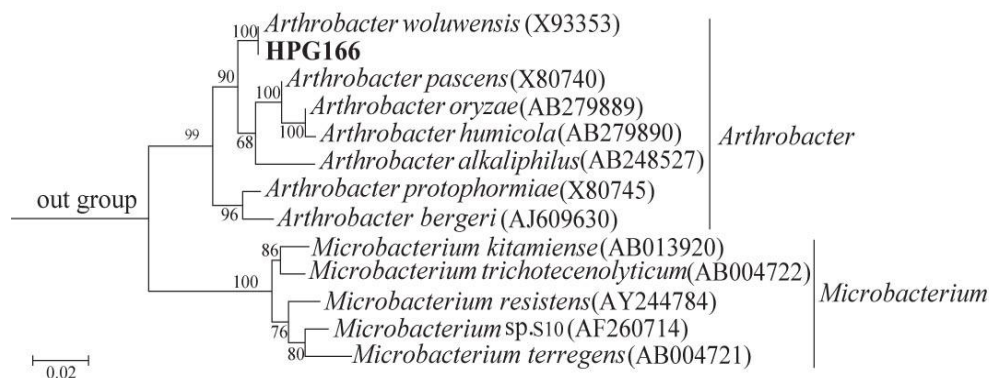 100
Arthrobacter woluwensis (X93353)
HPG166
90
Arthrobacter pascens (X80740)
100
Arthrobacter oryzae (AB279889)
100
Arthrobacter humicola (AB279890)
99
68
Arthrobacter alkaliphilus (AB248527)
Arthrobacter
Arthrobacter protophormiae (X80745)
out group
96
Arthrobacter bergeri (AJ609630)
86
Microbacterium kitamiense (AB013920)
Microbacterium trichotecenolyticum (AB004722)
100
Microbacterium resistens (AY244784)
Microbacterium
76
Microbacterium sp.S10 (AF260714)
80
Microbacterium terregens (AB004721)
0.02